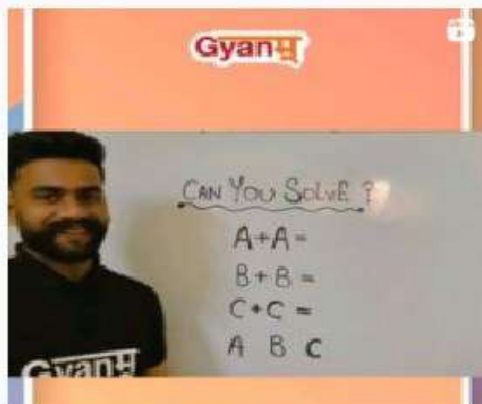 Gyanम
CAN YOU SOLVE ?
A+A=
B+B=
C+C=
A B C
Gyanम